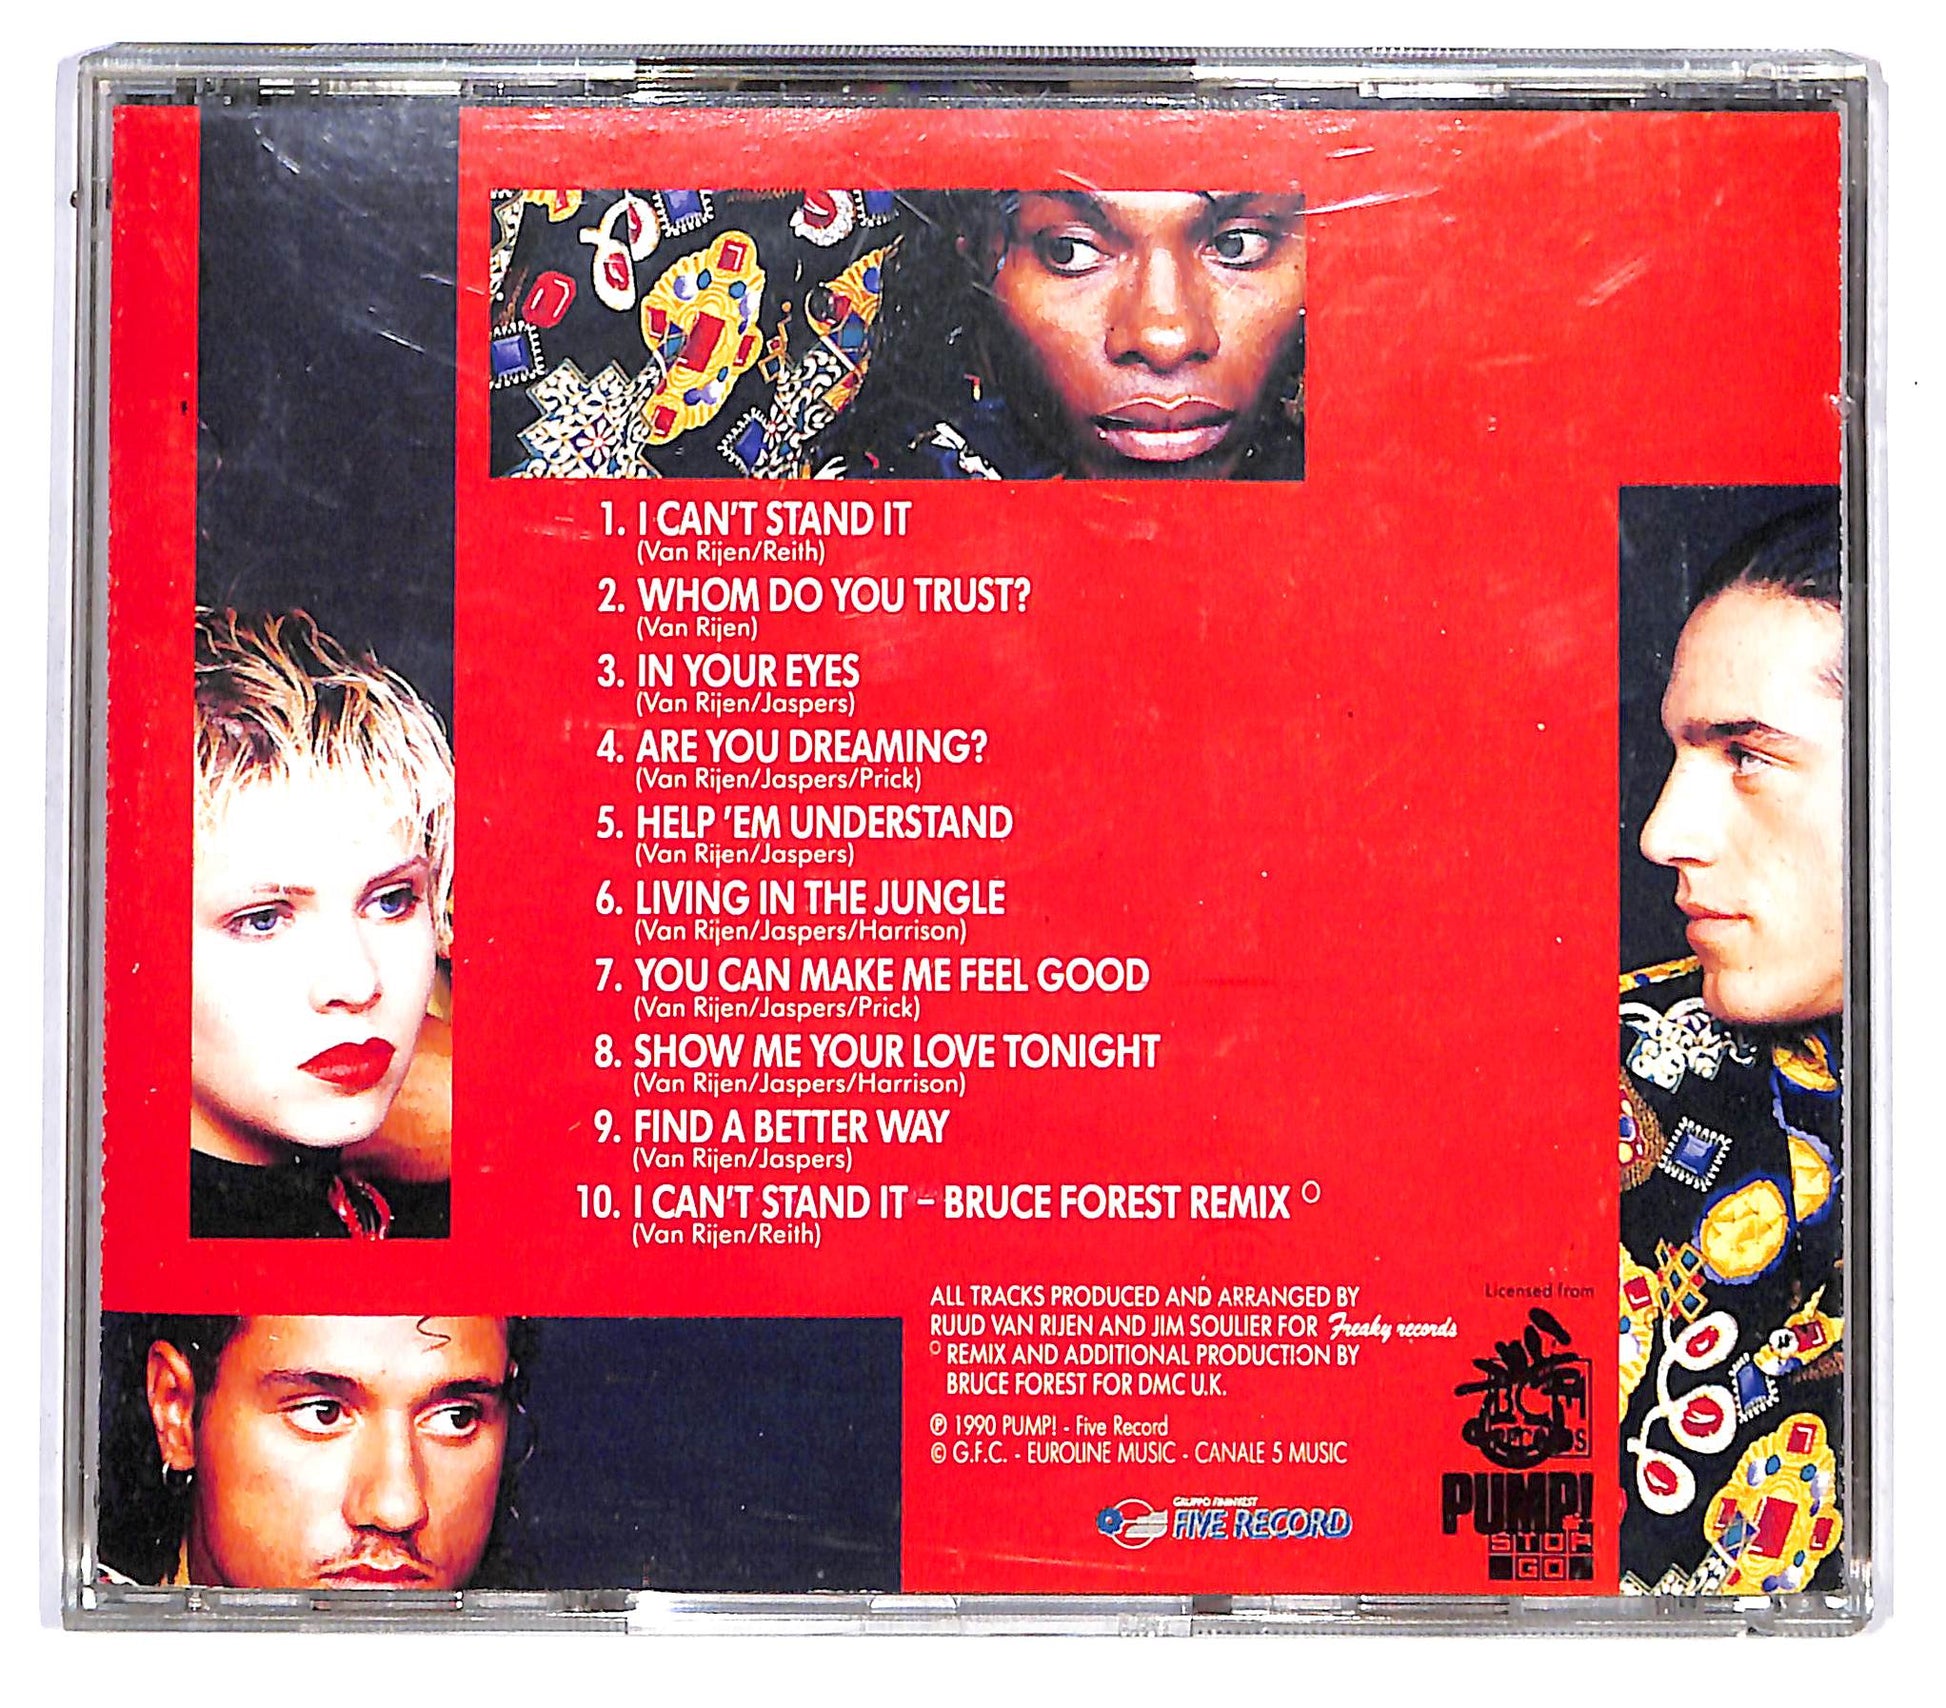 1. I CAN'T STAND IT
(Van Rijen/Reith)
2. WHOM DO YOU TRUST?
(Van Rijen)
3. IN YOUR EYES
(Van Rijen/Jaspers)
4. ARE YOU DREAMING?
(Van Rijen/Jaspers/Prick)
5. HELP 'EM UNDERSTAND
(Van Rijen/Jaspers)
6. LIVING IN THE JUNGLE
(Van Rijen/Jaspers/Harrison)
7. YOU CAN MAKE ME FEEL GOOD
(Van Rijen/Jaspers/Prick)
8. SHOW ME YOUR LOVE TONIGHT
(Van Rijen/Jaspers/Harrison)
9. FIND A BETTER WAY
(Van Rijen/Jaspers)
10. I CAN'T STAND IT – BRUCE FOREST REMIX °
(Van Rijen/Reith)
ALL TRACKS PRODUCED AND ARRANGED BY
RUUD VAN RIJEN AND JIM SOULIER FOR Freaky records
° REMIX AND ADDITIONAL PRODUCTION BY
BRUCE FOREST FOR DMC U.K.
℗ 1990 PUMP! - Five Record
© G.F.C. - EUROLINE MUSIC - CANALE 5 MUSIC
GRUPPO FININVEST
FIVE RECORD
Licensed from
BCM
RECORDS
PUMP!
STOP
GO